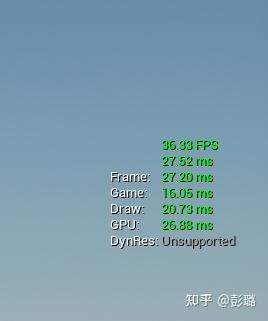 36.33 FPS
27.52 ms
Frame: 27.20 ms
Game: 16.05 ms
Draw: 20.73 ms
GPU: 26.88 ms
DynRes: Unsupported
知乎 @彭璐